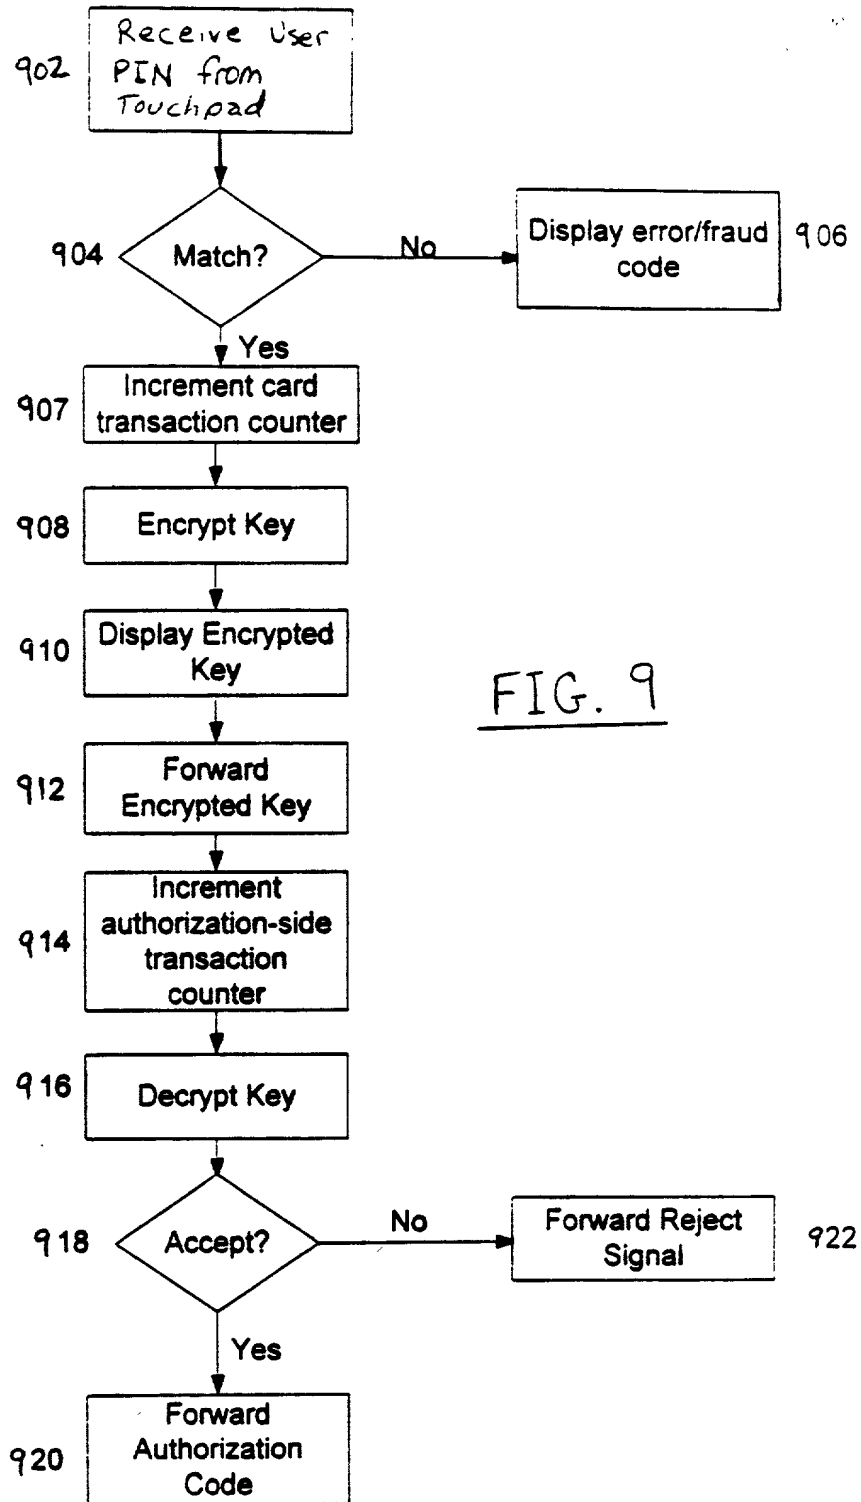 Receive User
902 PIN from
Touchpad
904 Match? No Display error/fraud 906
code
Yes
907 Increment card
transaction counter
908 Encrypt Key
910 Display Encrypted
Key
FIG. 9
912 Forward
Encrypted Key
Increment
914 authorization-side
transaction
counter
916 Decrypt Key
918 Accept? No Forward Reject 922
Signal
Yes
Forward
920 Authorization
Code